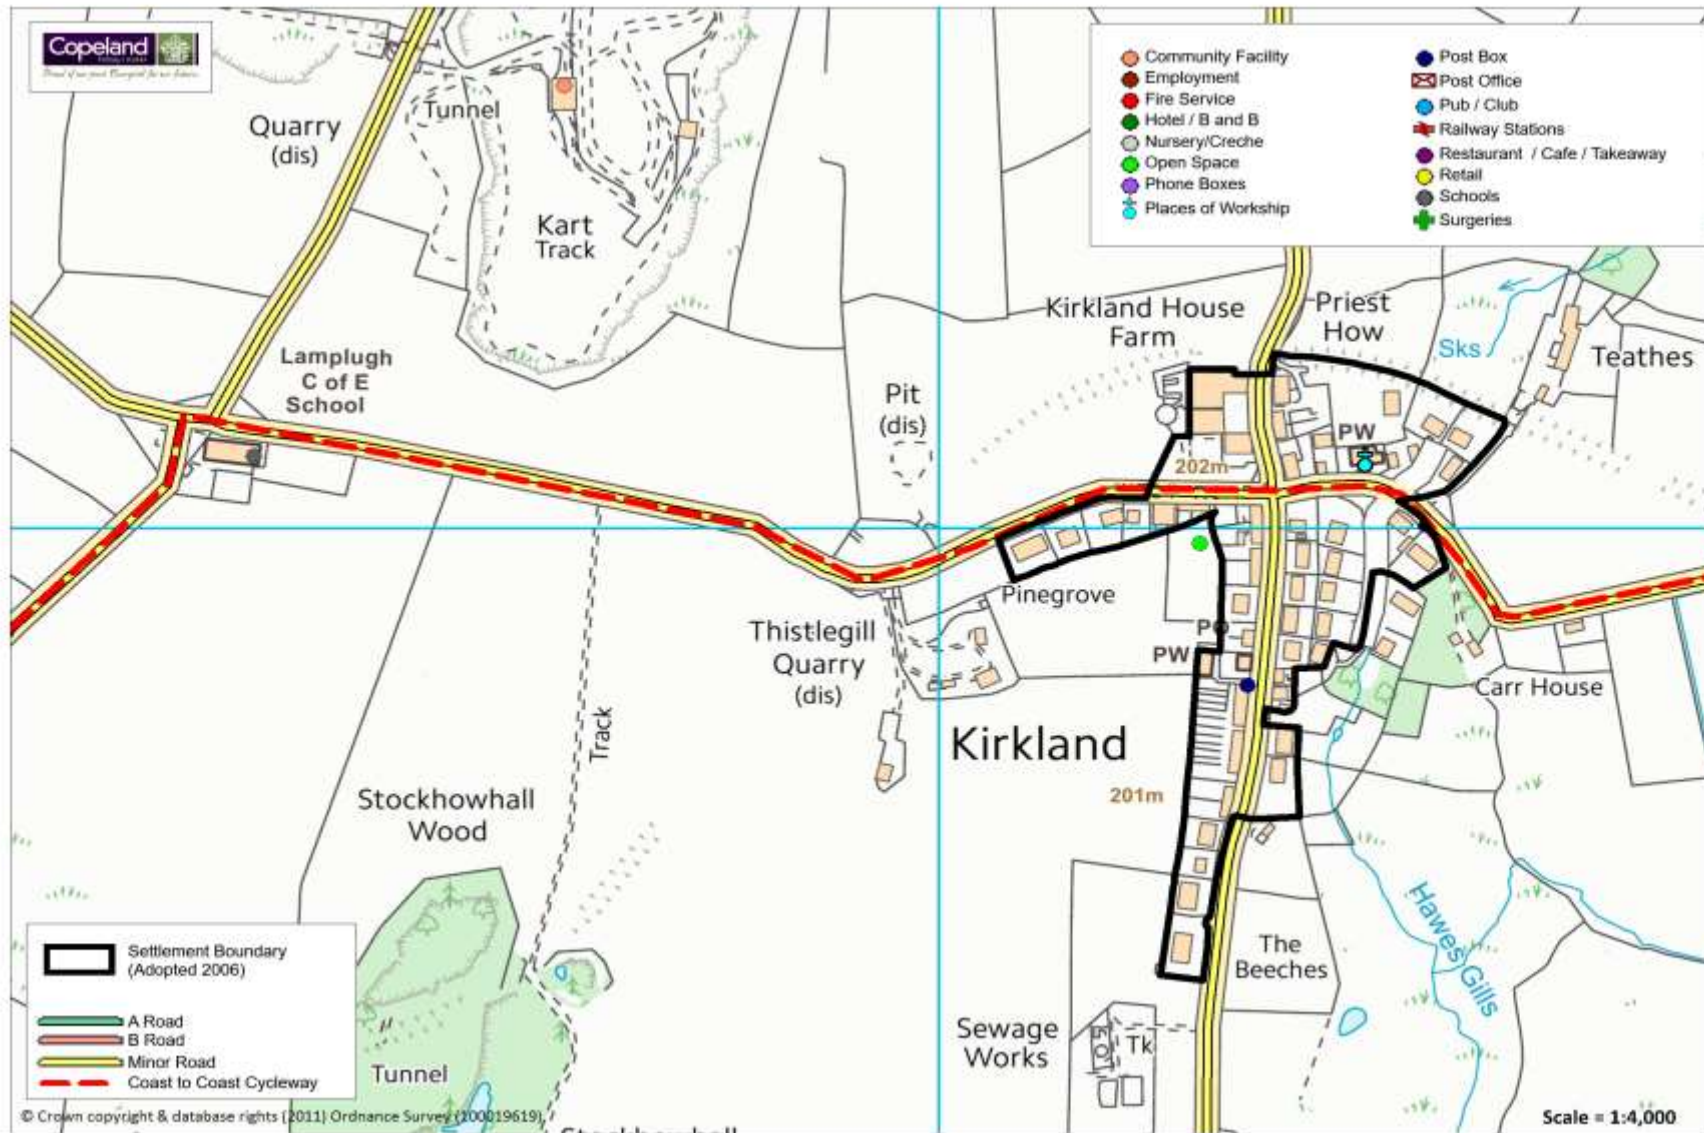 Copeland
Quarry
(dis)
Tunnel
Kart
Track
Community Facility
Employment
Fire Service
Hotel / B and B
Nursery/Creche
Open Space
Phone Boxes
Places of Workship
Post Box
Post Office
Pub / Club
Railway Stations
Restaurant / Cafe / Takeaway
Retail
Schools
Surgeries
Lamplugh
C of E
School
Kirkland House
Farm
Priest
How
Sks
Teathes
Pit
(dis)
PW
202m
Pinegrove
Thistlegill
Quarry
(dis)
PO
PW
Carr House
Kirkland
201m
Track
Stockhowhall
Wood
Hawes Gills
The
Beeches
Sewage
Works
Tk
Tunnel
Settlement Boundary
(Adopted 2006)
A Road
B Road
Minor Road
Coast to Coast Cycleway
© Crown copyright & database rights (2011) Ordnance Survey (100019619)
Scale = 1:4,000